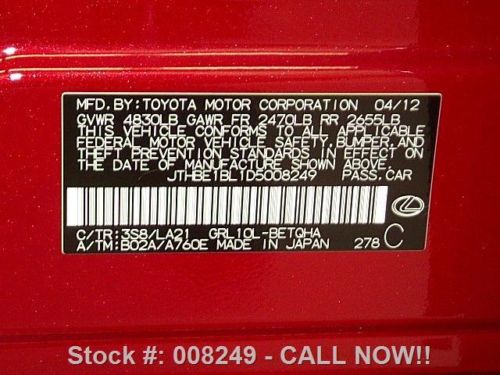 MFD. BY: TOYOTA MOTOR CORPORATION 04/12
GVWR 4830LB GAWR FR 2470LB RR 2655LB
THIS VEHICLE CONFORMS TO ALL APPLICABLE
FEDERAL MOTOR VEHICLE SAFETY, BUMPER,
AND THEFT PREVENTION STANDARDS IN EFFECT ON
THE DATE OF MANUFACTURE SHOWN ABOVE.
JTHBE1BL1D5008249 PASS. CAR
C/TR: 3S8/LA21 GRL10L-BETQHA
A/TM: B02A/A760E MADE IN JAPAN 278 C
Stock #: 008249 - CALL NOW!!